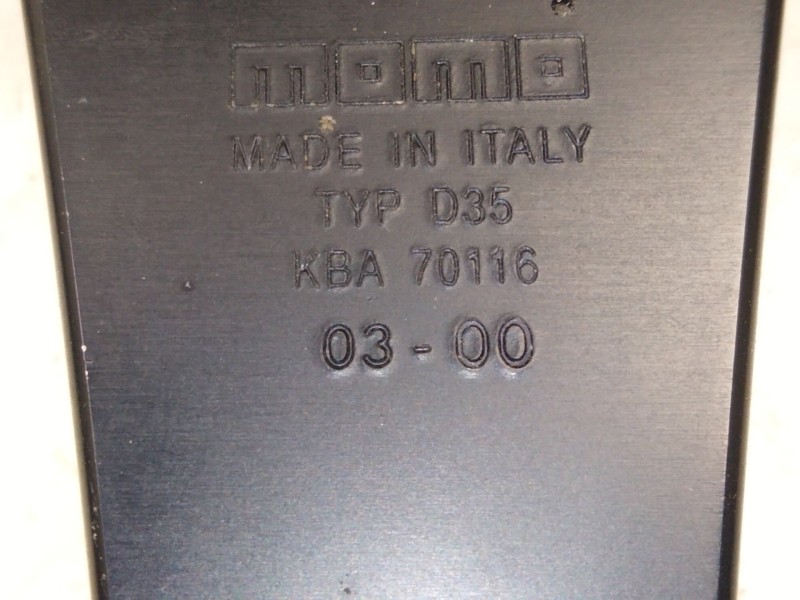 momo
MADE IN ITALY
TYP D35
KBA 70116
03-00